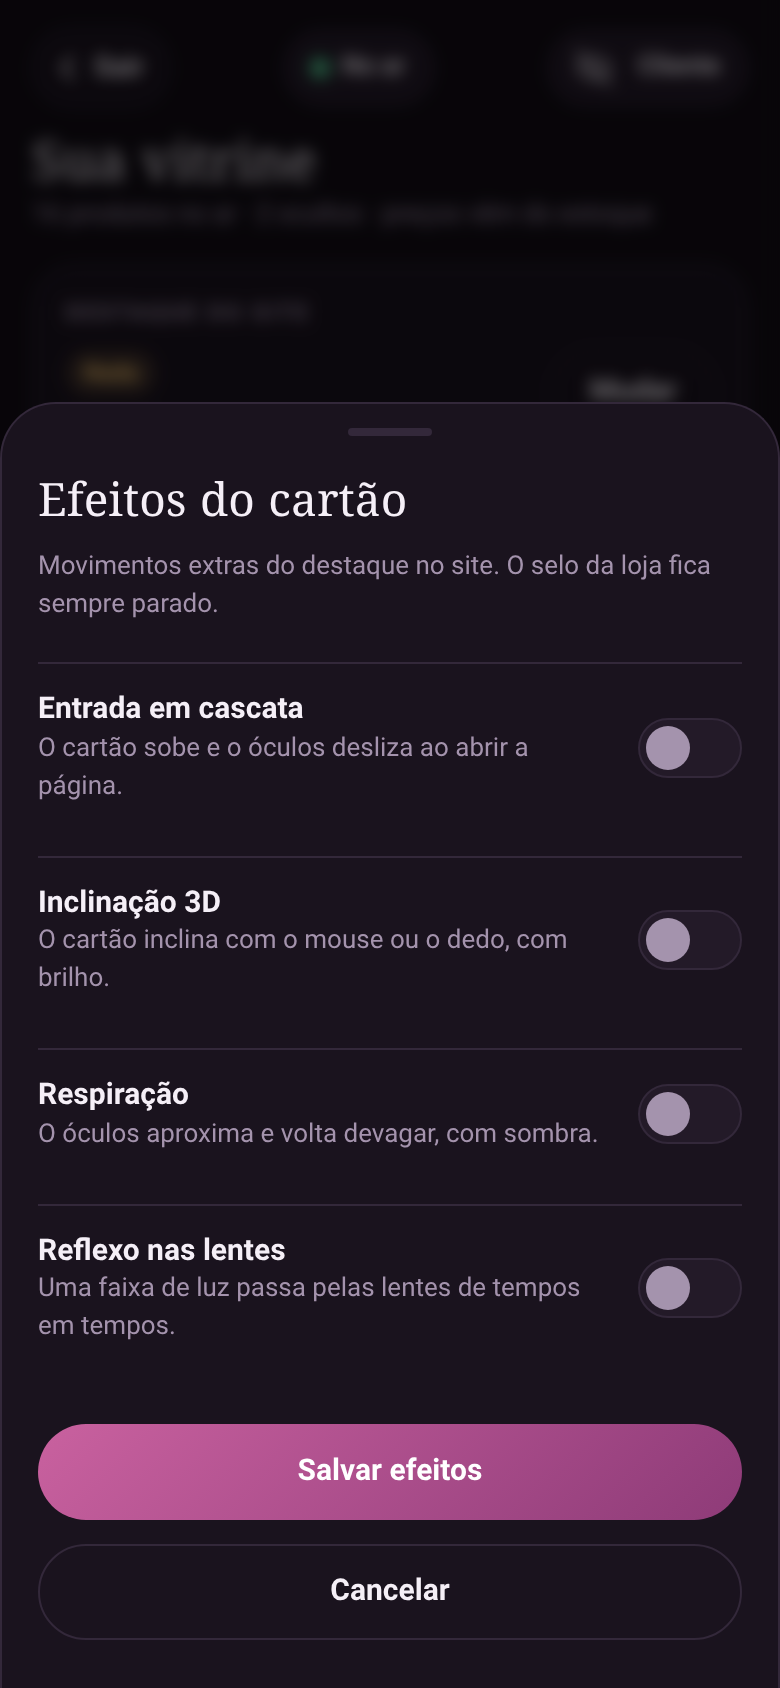 Sua vitrine
Efeitos do cartão
Movimentos extras do destaque no site. O selo da loja fica
sempre parado.
Entrada em cascata
O cartão sobe e o óculos desliza ao abrir a
página.
Inclinação 3D
O cartão inclina com o mouse ou o dedo, com
brilho.
Respiração
O óculos aproxima e volta devagar, com sombra.
Reflexo nas lentes
Uma faixa de luz passa pelas lentes de tempos
em tempos.
Salvar efeitos
Cancelar